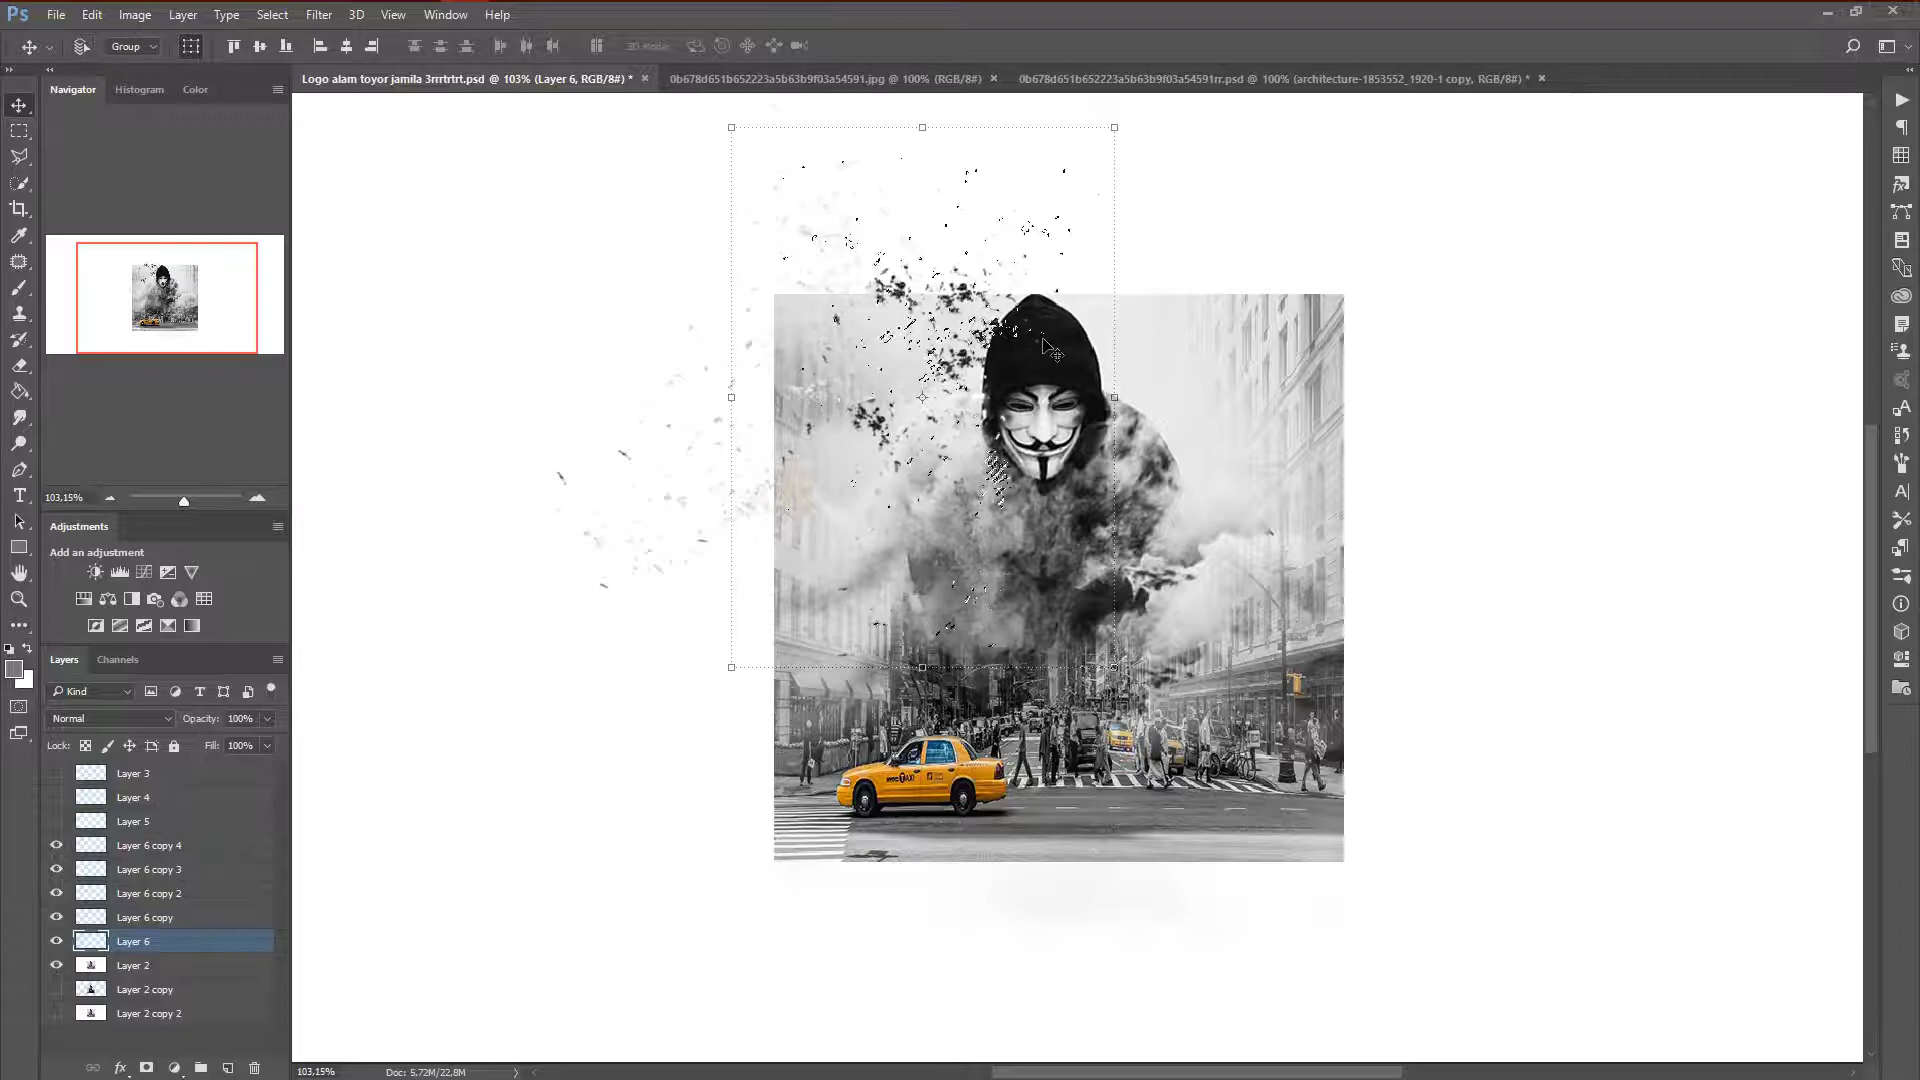 Ps File Edit Image Layer Type Select Filter 3D View Window Help
Group 3D Mode:
Logo alam toyor jamila 3rrrtrtrt.psd @ 103% (Layer 6, RGB/8#) * × 0b678d651b652223a5b63b9f03a54591.jpg @ 100% (RGB/8#) × 0b678d651b652223a5b63b9f03a54591rr.psd @ 100% (architecture-1853552_1920-1 copy, RGB/8#) * ×
Navigator Histogram Color
103,15%
Adjustments
Add an adjustment
Layers Channels
Kind
Normal Opacity: 100%
Lock: Fill: 100%
Layer 3
Layer 4
Layer 5
Layer 6 copy 4
Layer 6 copy 3
Layer 6 copy 2
Layer 6 copy
Layer 6
Layer 2
Layer 2 copy
Layer 2 copy 2
NYC TAXI
103,15% Doc: 5,72M/22,8M